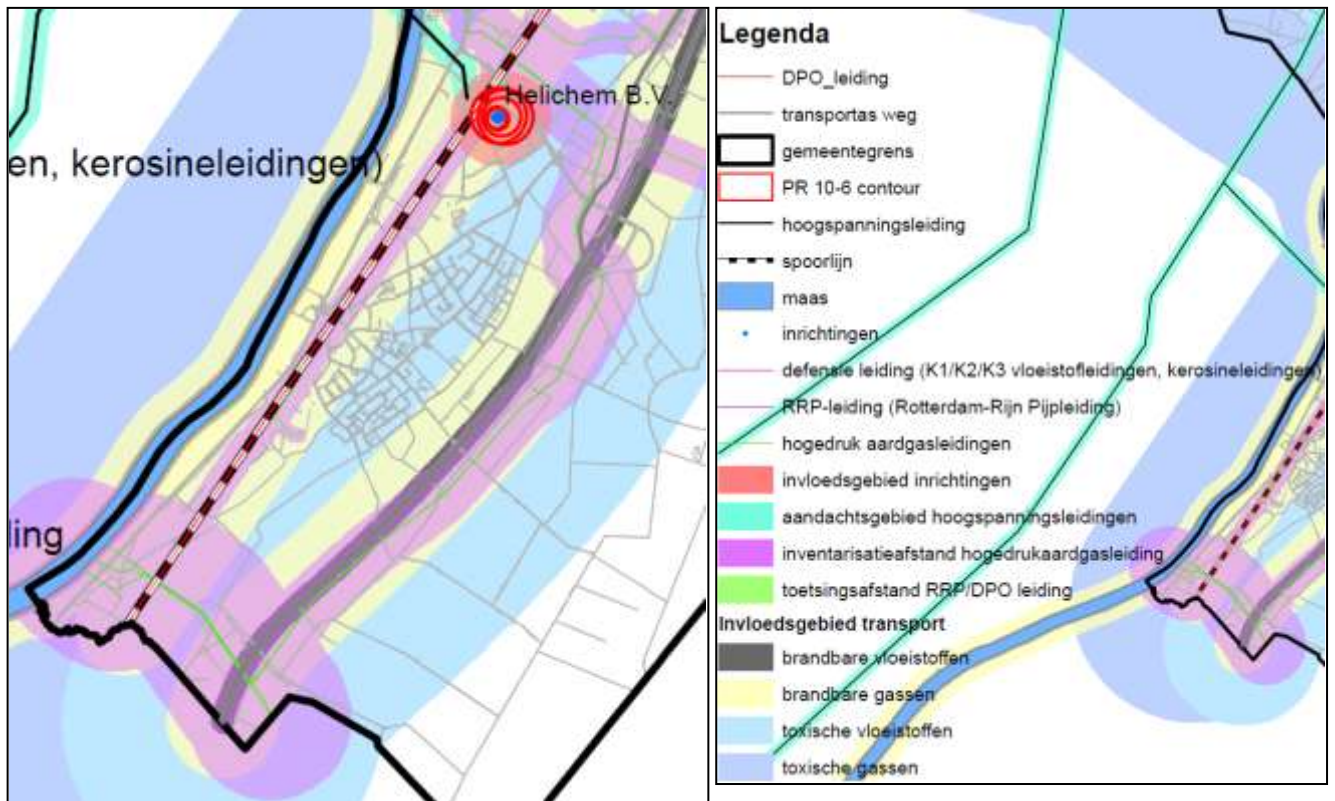 Helichem B.V.
en, kerosineleidingen)
ling
Legenda
DPO_leiding
transportas weg
gemeentegrens
PR 10-6 contour
hoogspanningsleiding
spoorlijn
maas
inrichtingen
defensie leiding (K1/K2/K3 vloeistofleidingen, kerosineleidingen)
RRP-leiding (Rotterdam-Rijn Pijpleiding)
hogedruk aardgasleidingen
invloedsgebied inrichtingen
aandachtsgebied hoogspanningsleidingen
inventarisatieafstand hogedrukaardgasleiding
toetsingsafstand RRP/DPO leiding
Invloedsgebied transport
brandbare vloeistoffen
brandbare gassen
toxische vloeistoffen
toxische gassen